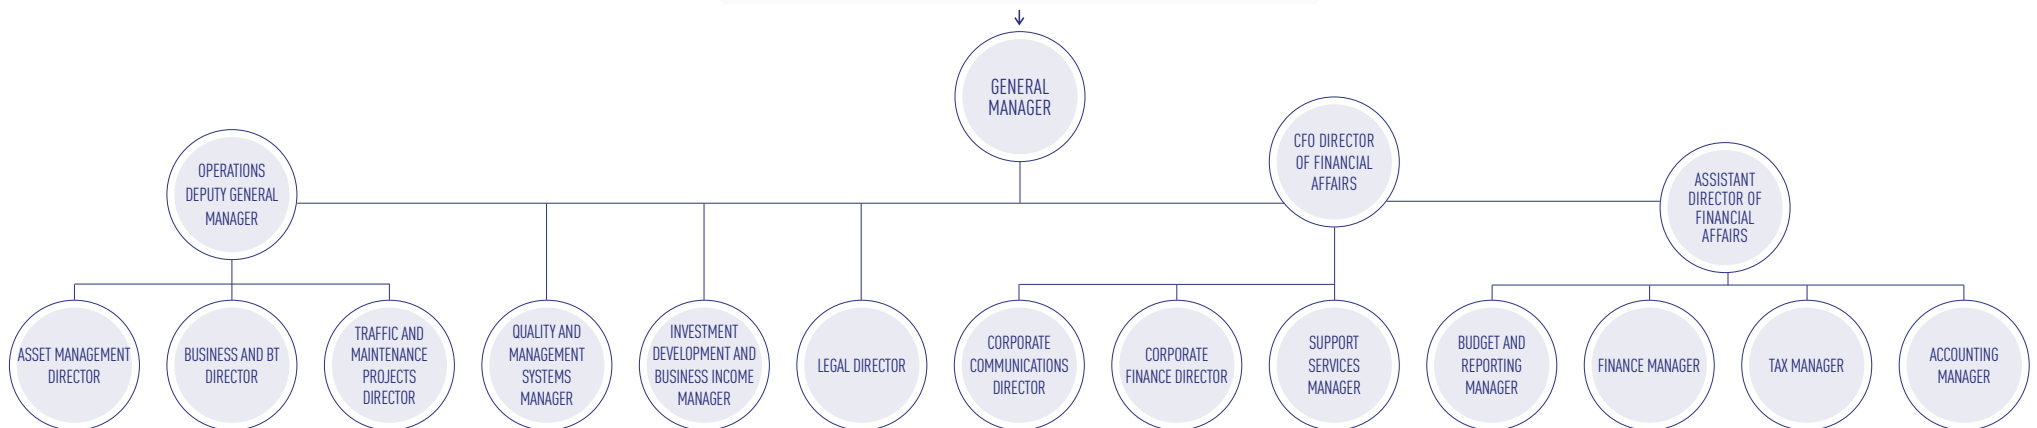 GENERAL
MANAGER
CFO DIRECTOR
OF FINANCIAL
AFFAIRS
OPERATIONS
DEPUTY GENERAL
MANAGER
ASSISTANT
DIRECTOR OF
FINANCIAL
AFFAIRS
ASSET MANAGEMENT
DIRECTOR
BUSINESS AND BT
DIRECTOR
TRAFFIC AND
MAINTENANCE
PROJECTS
DIRECTOR
QUALITY AND
MANAGEMENT
SYSTEMS
MANAGER
INVESTMENT
DEVELOPMENT AND
BUSINESS INCOME
MANAGER
LEGAL DIRECTOR
CORPORATE
COMMUNICATIONS
DIRECTOR
CORPORATE
FINANCE DIRECTOR
SUPPORT
SERVICES
MANAGER
BUDGET AND
REPORTING
MANAGER
FINANCE MANAGER
TAX MANAGER
ACCOUNTING
MANAGER